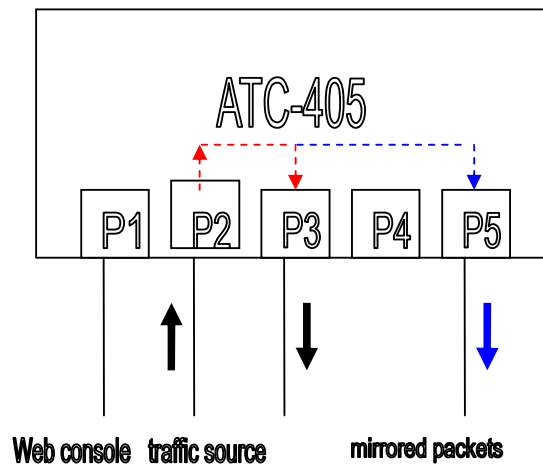 ATC-405
P1 P2 P3 P4 P5
Web console traffic source mirrored packets